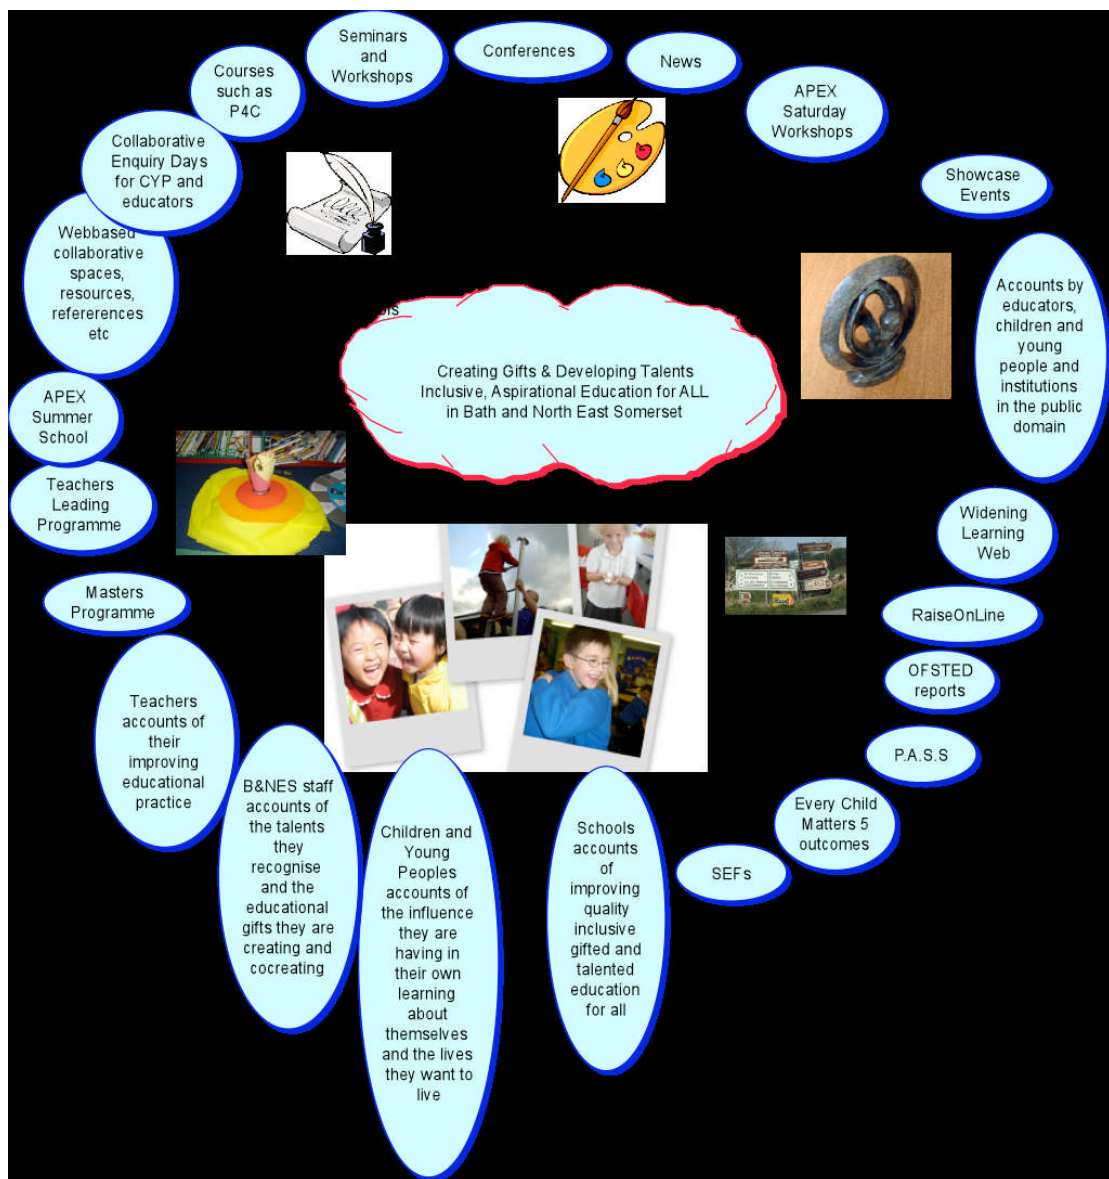 Seminars
and
Workshops
Conferences
News
APEX
Saturday
Workshops
Courses
such as
P4C
Collaborative
Enquiry Days
for CYP and
educators
Showcase
Events
Webbased
collaborative
spaces,
resources,
refererences
etc
Accounts by
educators,
children and
young
people and
institutions
in the public
domain
Creating Gifts & Developing Talents
Inclusive, Aspirational Education for ALL
in Bath and North East Somerset
APEX
Summer
School
Teachers
Leading
Programme
Widening
Learning
Web
Masters
Programme
RaiseOnLine
OFSTED
reports
Teachers
accounts of
their
improving
educational
practice
P.A.S.S
B&NES staff
accounts of
the talents
they
recognise
and the
educational
gifts they are
creating and
cocreating
Every Child
Matters 5
outcomes
Children and
Young
Peoples
accounts of
the influence
they are
having in
their own
learning
about
themselves
and the lives
they want to
live
Schools
accounts
of
improving
quality
inclusive
gifted and
talented
education
for all
SEFs